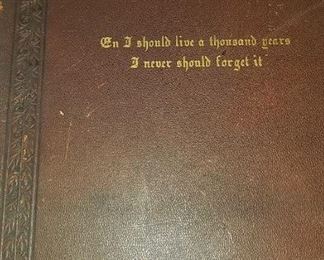 En I should live a thousand years
I never should forget it